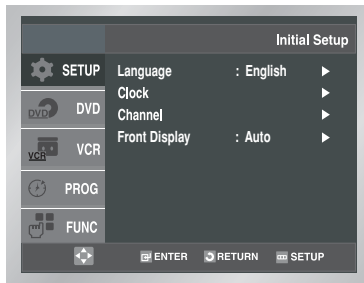 Initial Setup
SETUP
DVD DVD
VCR VCR
PROG
FUNC
Language : English ►
Clock ►
Channel ►
Front Display : Auto ►
ENTER RETURN SETUP